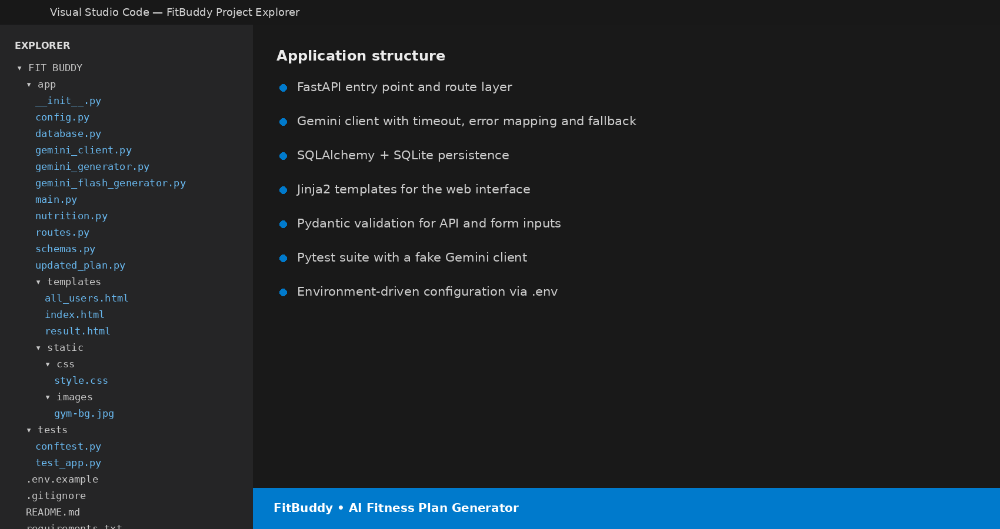 Visual Studio Code — FitBuddy Project Explorer
EXPLORER
▾ FIT BUDDY
▾ app
__init__.py
config.py
database.py
gemini_client.py
gemini_generator.py
gemini_flash_generator.py
main.py
nutrition.py
routes.py
schemas.py
updated_plan.py
▾ templates
all_users.html
index.html
result.html
▾ static
▾ css
style.css
▾ images
gym-bg.jpg
▾ tests
conftest.py
test_app.py
.env.example
.gitignore
README.md
requirements.txt
Application structure
FastAPI entry point and route layer
Gemini client with timeout, error mapping and fallback
SQLAlchemy + SQLite persistence
Jinja2 templates for the web interface
Pydantic validation for API and form inputs
Pytest suite with a fake Gemini client
Environment-driven configuration via .env
FitBuddy • AI Fitness Plan Generator